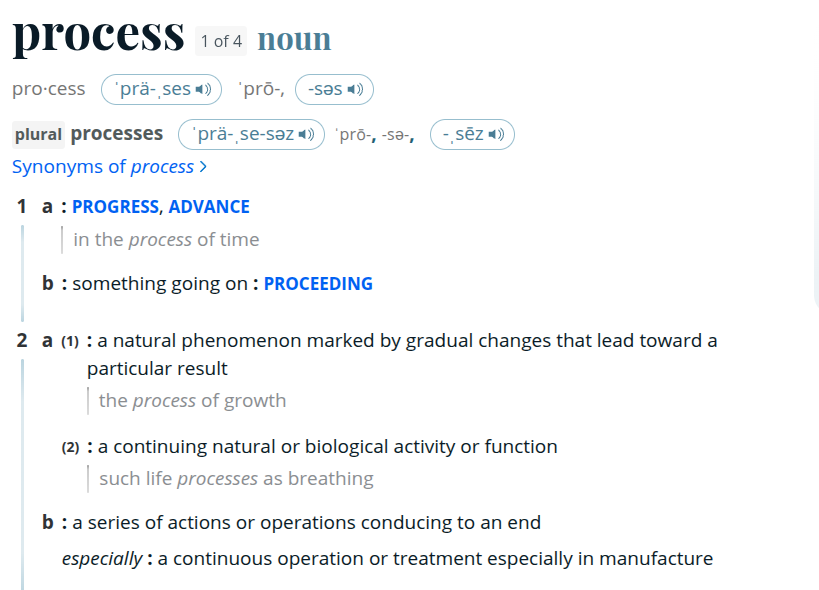 process 1 of 4 noun
pro·cess ˈprä-ˌses ˈprō-, -səs
plural processes ˈprä-ˌse-səz ˈprō-, -sə-, -ˌsēz
Synonyms of process
1 a : PROGRESS, ADVANCE
in the process of time
b : something going on : PROCEEDING
2 a (1) : a natural phenomenon marked by gradual changes that lead toward a
particular result
the process of growth
(2) : a continuing natural or biological activity or function
such life processes as breathing
b : a series of actions or operations conducing to an end
especially : a continuous operation or treatment especially in manufacture